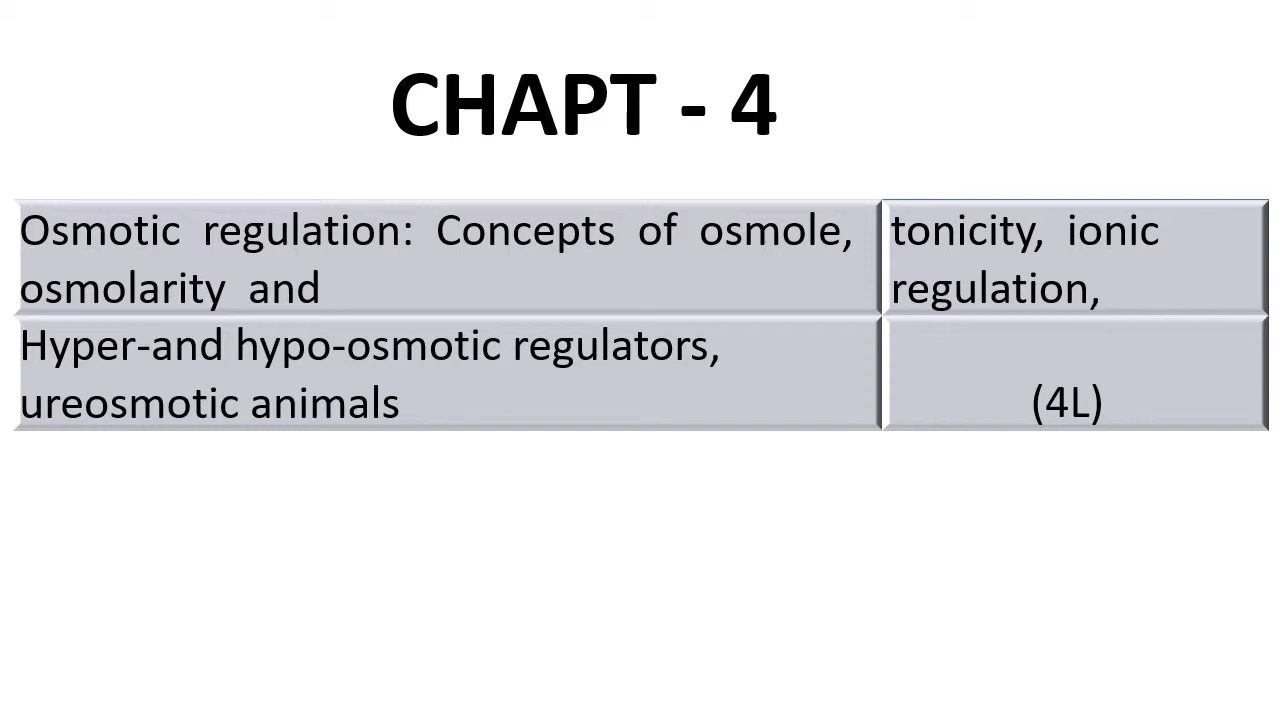 CHAPT - 4
Osmotic regulation: Concepts of osmole, tonicity, ionic
osmolarity and regulation,
Hyper-and hypo-osmotic regulators,
ureosmotic animals (4L)